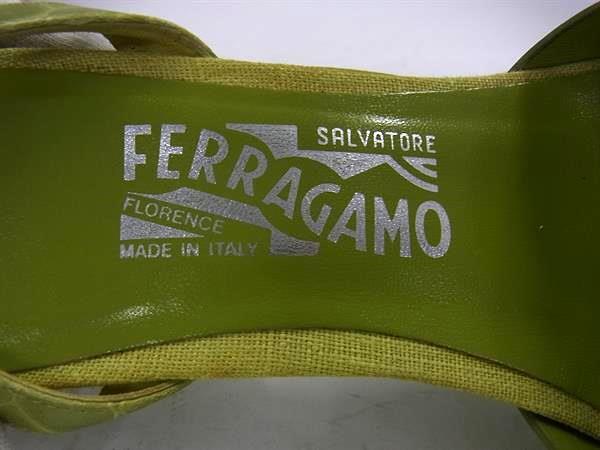 SALVATORE
FERRAGAMO
FLORENCE
MADE IN ITALY